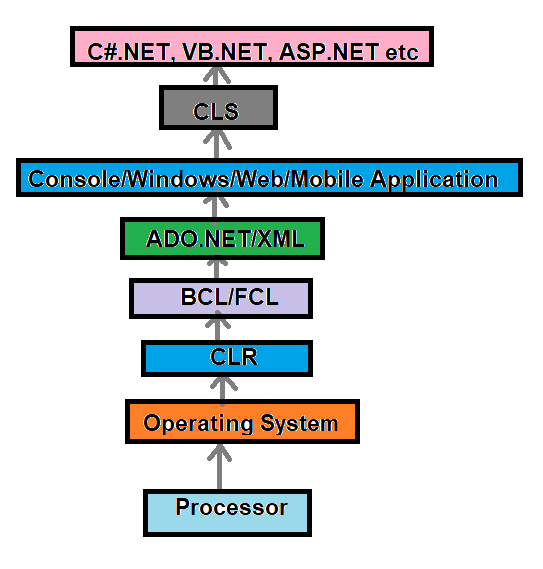 C#.NET, VB.NET, ASP.NET etc
CLS
Console/Windows/Web/Mobile Application
ADO.NET/XML
BCL/FCL
CLR
Operating System
Processor